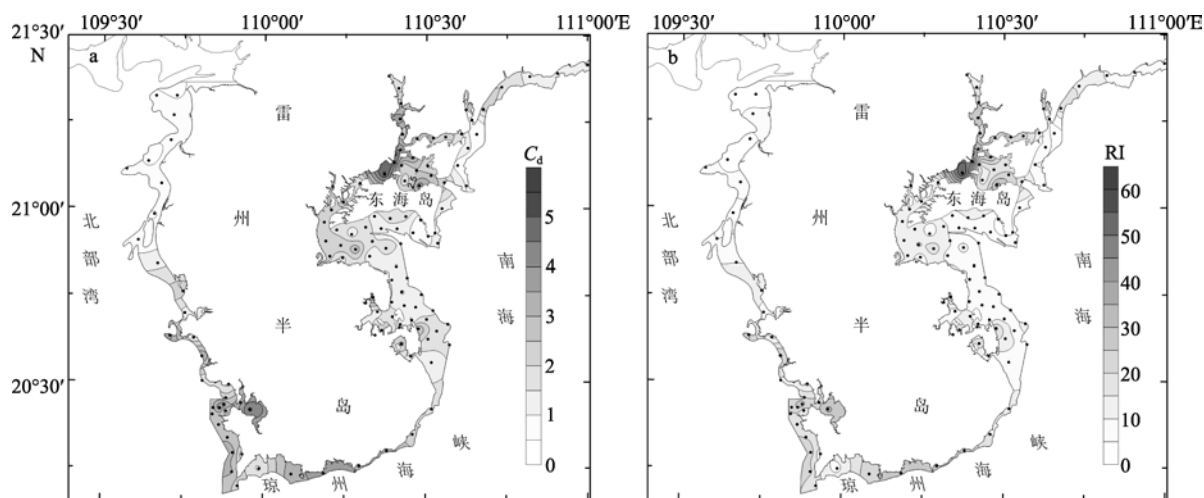 109°30′ 110°00′ 110°30′ 111°00′E
21°30′
N
21°00′
20°30′
a
雷
州
半
岛
东 海 岛
北
部
湾
南
海
琼 州 海 峡
C_d
5
4
3
2
1
0
109°30′ 110°00′ 110°30′ 111°00′E
b
雷
州
半
岛
东 海 岛
北
部
湾
南
海
琼 州 海 峡
RI
60
50
40
30
20
10
0